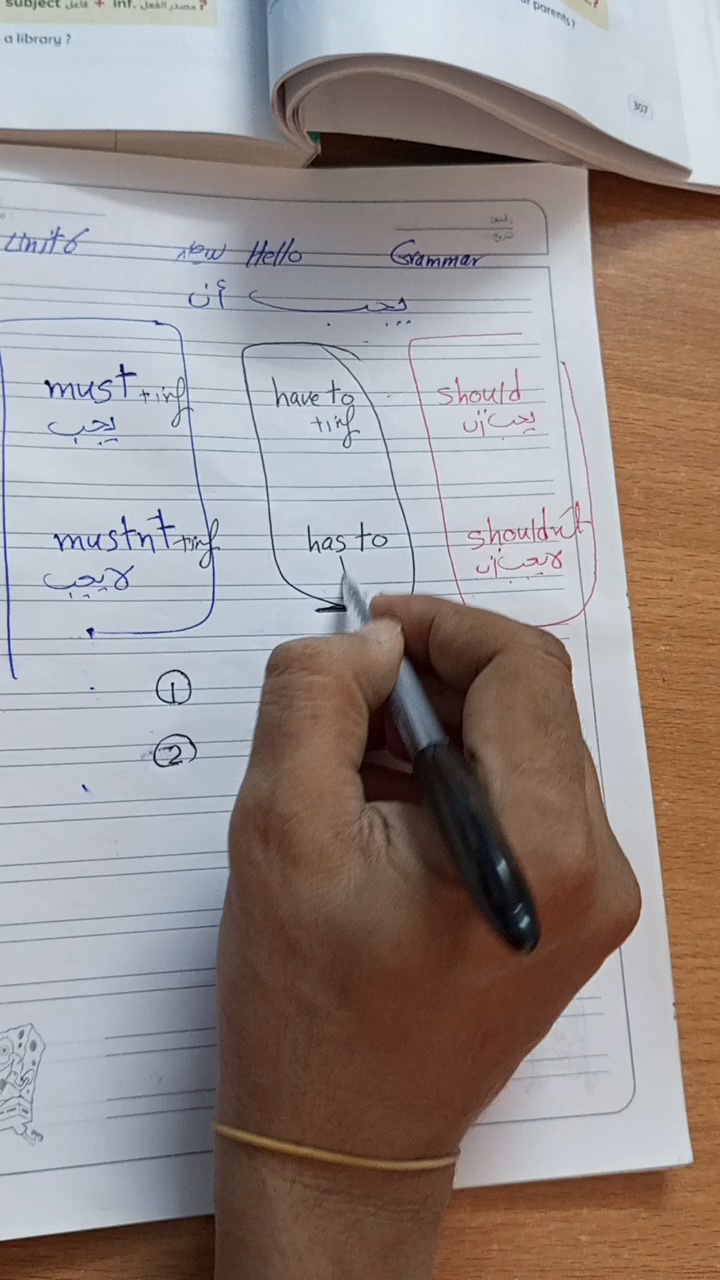 subject فاعل + inf. مصدر الفعل ?
a library ?
parents ?
307
Unit 6 new Hello Grammar
يجب أن
must + inf
يجب
have to
+ inf
should
يجب أن
mustn't + inf
لا يجب
has to
shouldn't
لا يجب أن
1
2